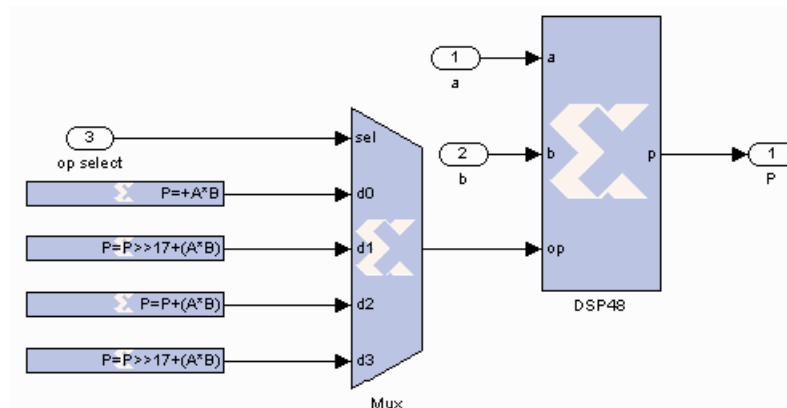 1
a
a
3
op select
sel
2
b
b
p
1
P
P=+A*B
d0
P=P>>17+(A*B)
d1
op
P=P+(A*B)
d2
DSP48
P=P>>17+(A*B)
d3
Mux